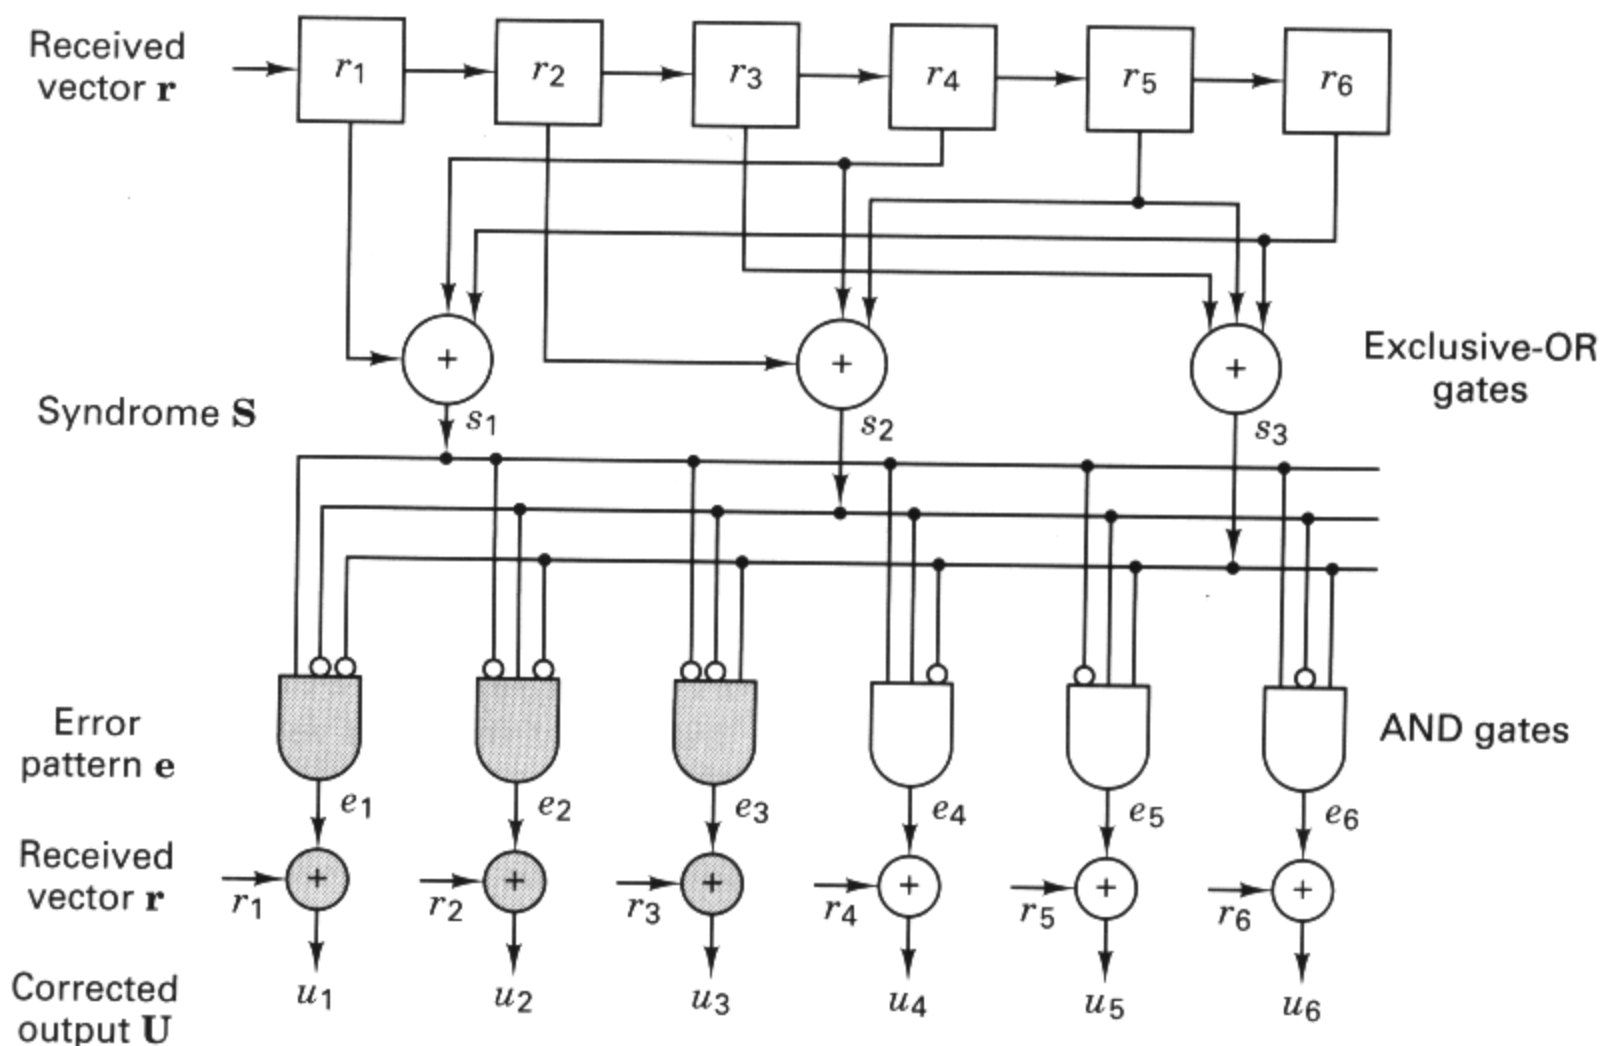 Received
vector r
r1 r2 r3 r4 r5 r6
+ + +
Exclusive-OR
gates
Syndrome S
s1 s2 s3
Error
pattern e
AND gates
e1 e2 e3 e4 e5 e6
Received
vector r
+ + + + + +
r1 r2 r3 r4 r5 r6
Corrected
output U
u1 u2 u3 u4 u5 u6